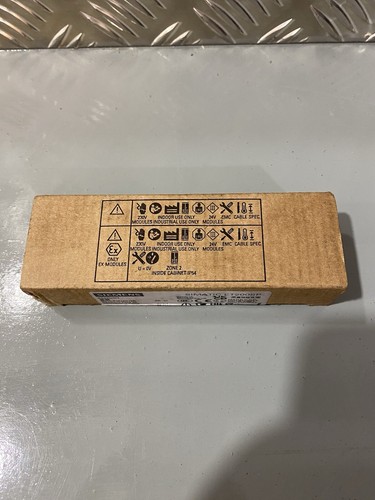 230V INDOOR USE ONLY 24V EMC CABLE SPEC.
MODULES INDUSTRIAL USE ONLY MODULES
230V INDOOR USE ONLY 24V EMC CABLE SPEC.
MODULES INDUSTRIAL USE ONLY MODULES
Ex
ONLY
EX-MODULES
U = 0V ZONE 2
INSIDE CABINET IP54
SIEMENS